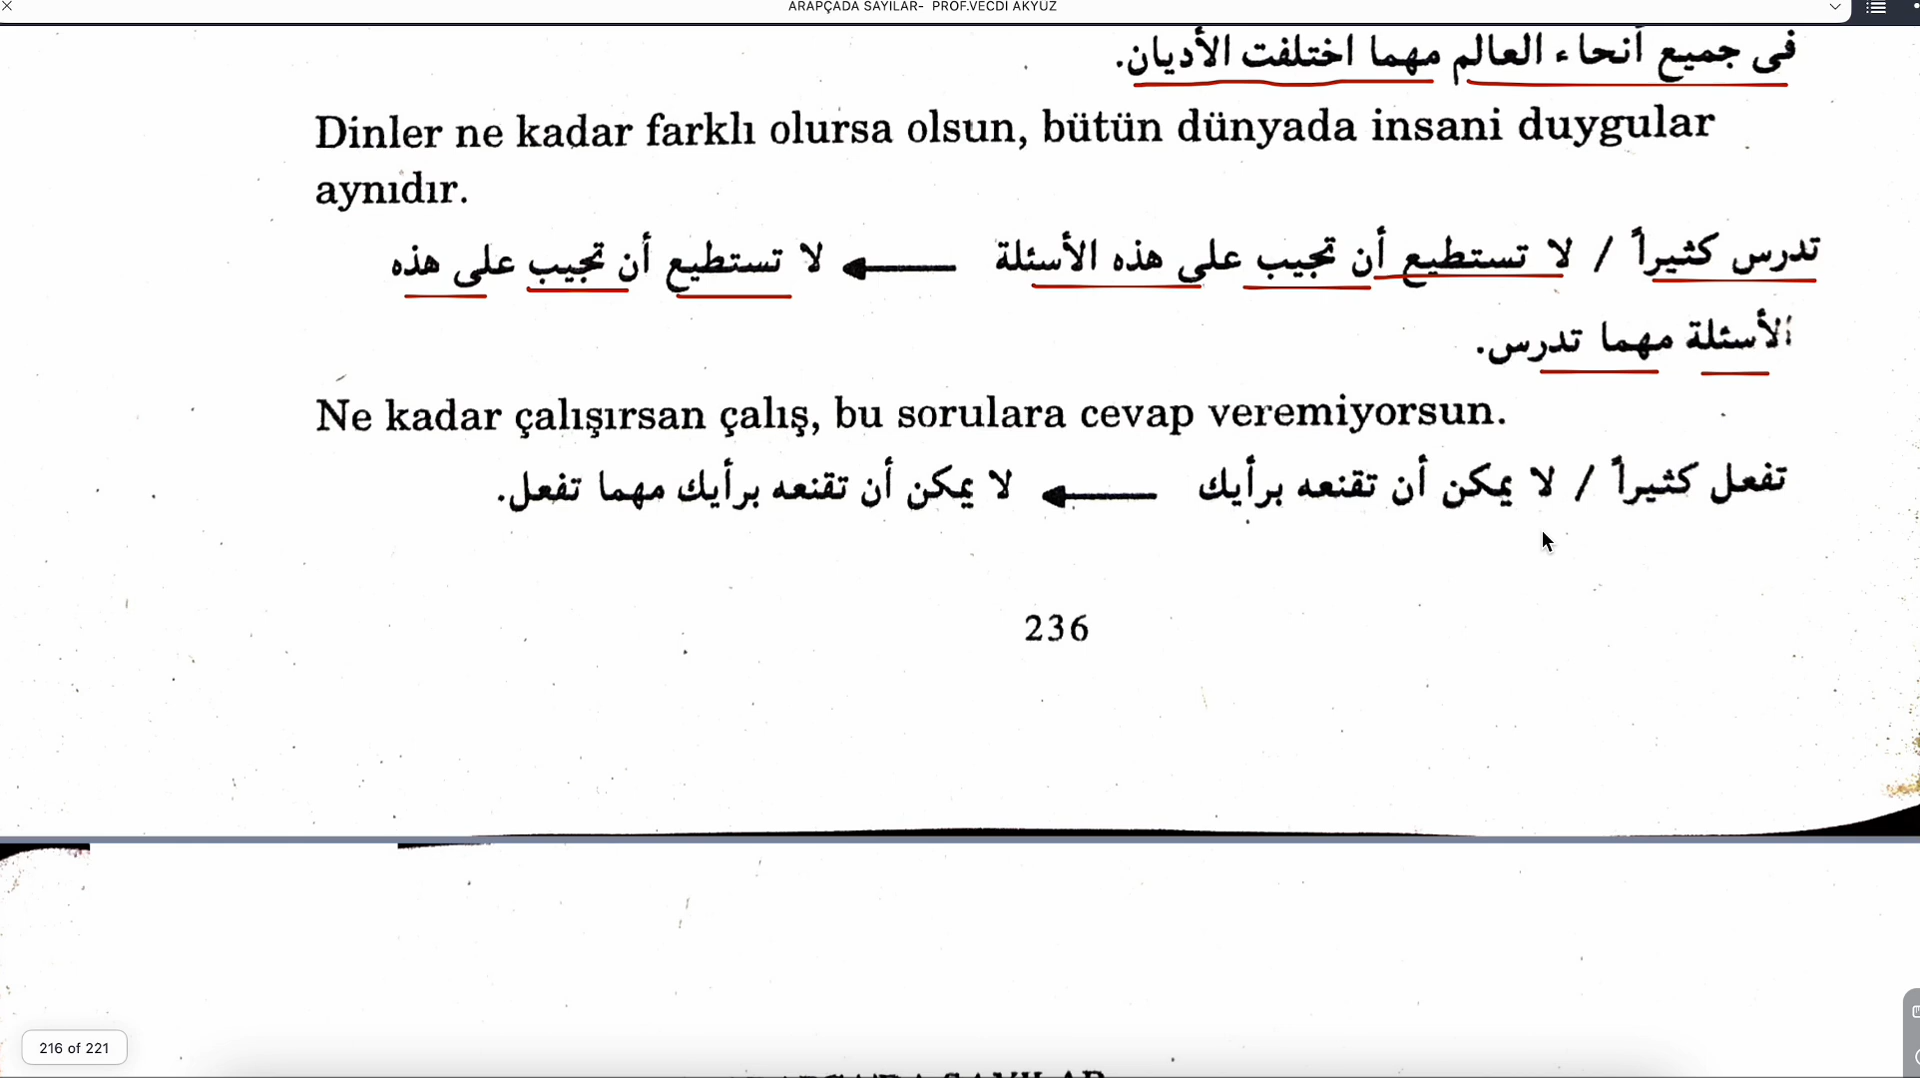 ARAPÇADA SAYILAR- PROF.VECDİ AKYÜZ
فى جميع أنحاء العالم مهما اختلفت الأديان.
Dinler ne kadar farklı olursa olsun, bütün dünyada insani duygular
aynıdır.
تدرس كثيراً / لا تستطيع أن تجيب على هذه الأسئلة ← لا تستطيع أن تجيب على هذه
الأسئلة مهما تدرس.
Ne kadar çalışırsan çalış, bu sorulara cevap veremiyorsun.
تفعل كثيراً / لا يمكن أن تقنعه برأيك ← لا يمكن أن تقنعه برأيك مهما تفعل.
236
216 of 221